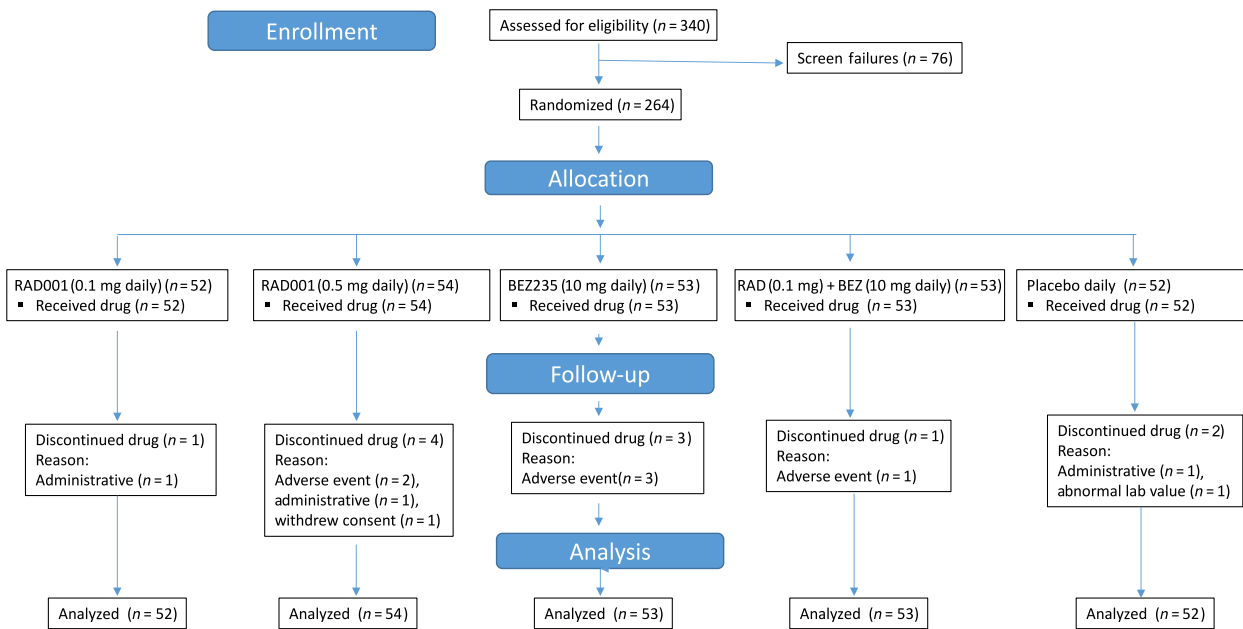 Enrollment
Assessed for eligibility (n = 340)
Screen failures (n = 76)
Randomized (n = 264)
Allocation
RAD001 (0.1 mg daily) (n = 52)
▪ Received drug (n = 52)
RAD001 (0.5 mg daily) (n = 54)
▪ Received drug (n = 54)
BEZ235 (10 mg daily) (n = 53)
▪ Received drug (n = 53)
RAD (0.1 mg) + BEZ (10 mg daily) (n = 53)
▪ Received drug (n = 53)
Placebo daily (n = 52)
▪ Received drug (n = 52)
Follow-up
Discontinued drug (n = 1)
Reason:
Administrative (n = 1)
Discontinued drug (n = 4)
Reason:
Adverse event (n = 2),
administrative (n = 1),
withdrew consent (n = 1)
Discontinued drug (n = 3)
Reason:
Adverse event(n = 3)
Discontinued drug (n = 1)
Reason:
Adverse event (n = 1)
Discontinued drug (n = 2)
Reason:
Administrative (n = 1),
abnormal lab value (n = 1)
Analysis
Analyzed (n = 52)
Analyzed (n = 54)
Analyzed (n = 53)
Analyzed (n = 53)
Analyzed (n = 52)